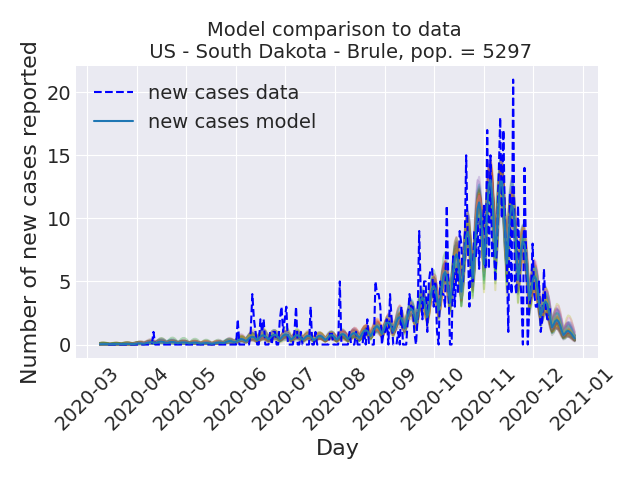 Model comparison to data
US - South Dakota - Brule, pop. = 5297
Number of new cases reported
new cases data
new cases model
20
15
10
5
0
2020-03
2020-04
2020-05
2020-06
2020-07
2020-08
2020-09
2020-10
2020-11
2020-12
2021-01
Day